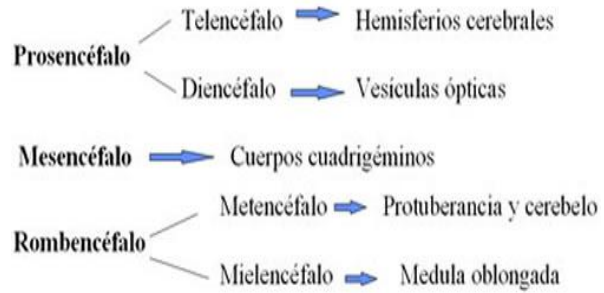 Telencéfalo Hemisferios cerebrales
Prosencéfalo
Diencéfalo Vesículas ópticas
Mesencéfalo Cuerpos cuadrigéminos
Metencéfalo Protuberancia y cerebelo
Rombencéfalo
Mielencéfalo Medula oblongada